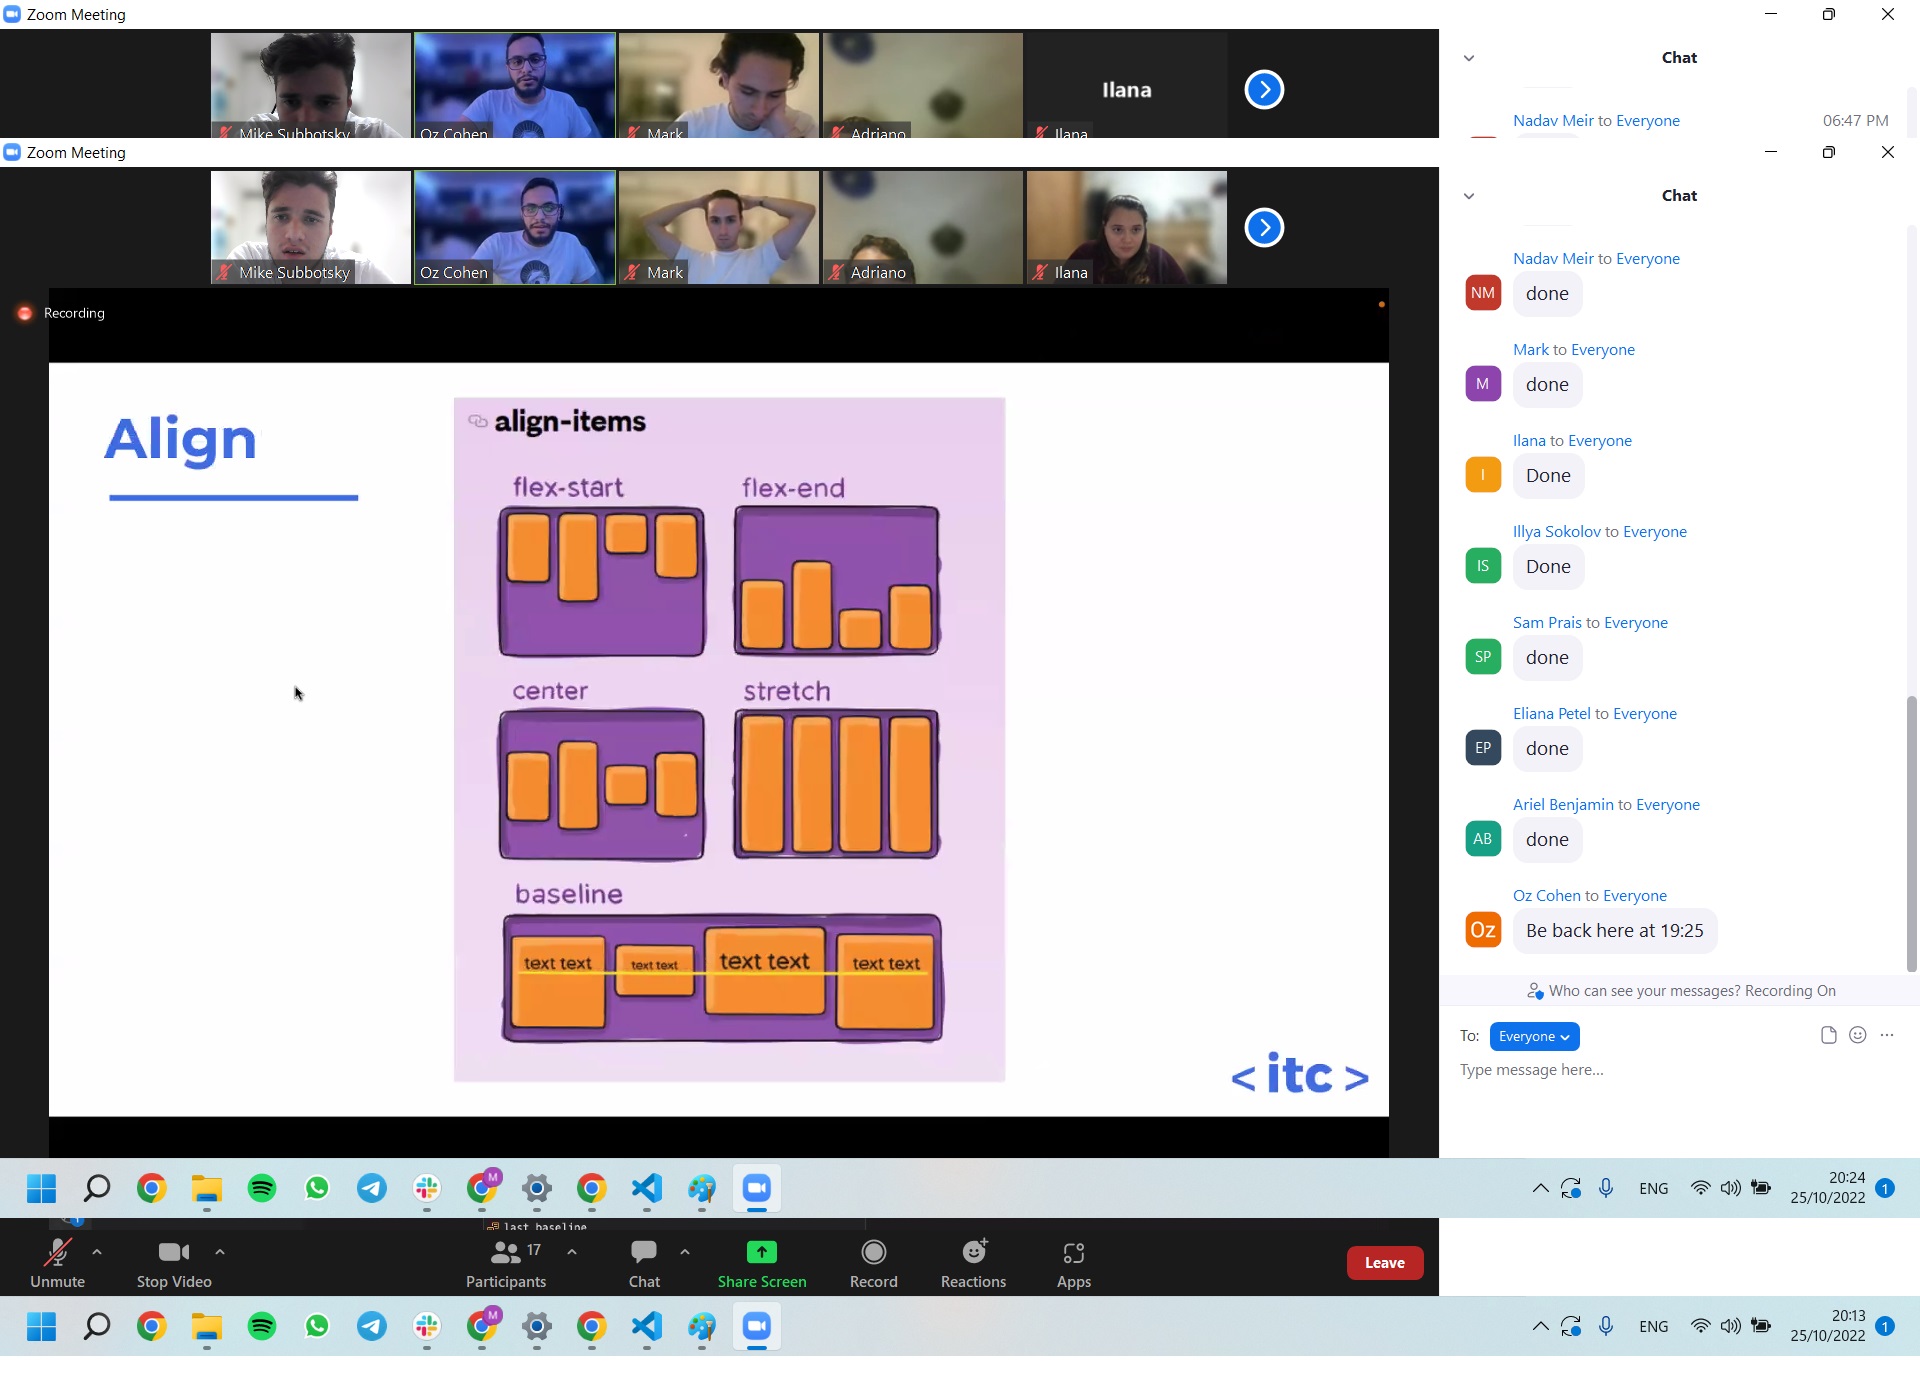 Zoom Meeting
Mike Subbotsky
Oz Cohen
Mark
Adriano
Ilana
Ilana
Chat
Nadav Meir to Everyone
06:47 PM
Zoom Meeting
Mike Subbotsky
Oz Cohen
Mark
Adriano
Ilana
Chat
Recording
Align
align-items
flex-start
flex-end
center
stretch
baseline
text text
text text
text text
text text
< itc >
Nadav Meir to Everyone
NM
done
Mark to Everyone
M
done
Ilana to Everyone
I
Done
Illya Sokolov to Everyone
IS
Done
Sam Prais to Everyone
SP
done
Eliana Petel to Everyone
EP
done
Ariel Benjamin to Everyone
AB
done
Oz Cohen to Everyone
Oz
Be back here at 19:25
Who can see your messages? Recording On
To: Everyone
Type message here...
M
ENG
20:24
25/10/2022
1
last baseline
Unmute
Stop Video
17
Participants
Chat
Share Screen
Record
Reactions
Apps
Leave
M
ENG
20:13
25/10/2022
1